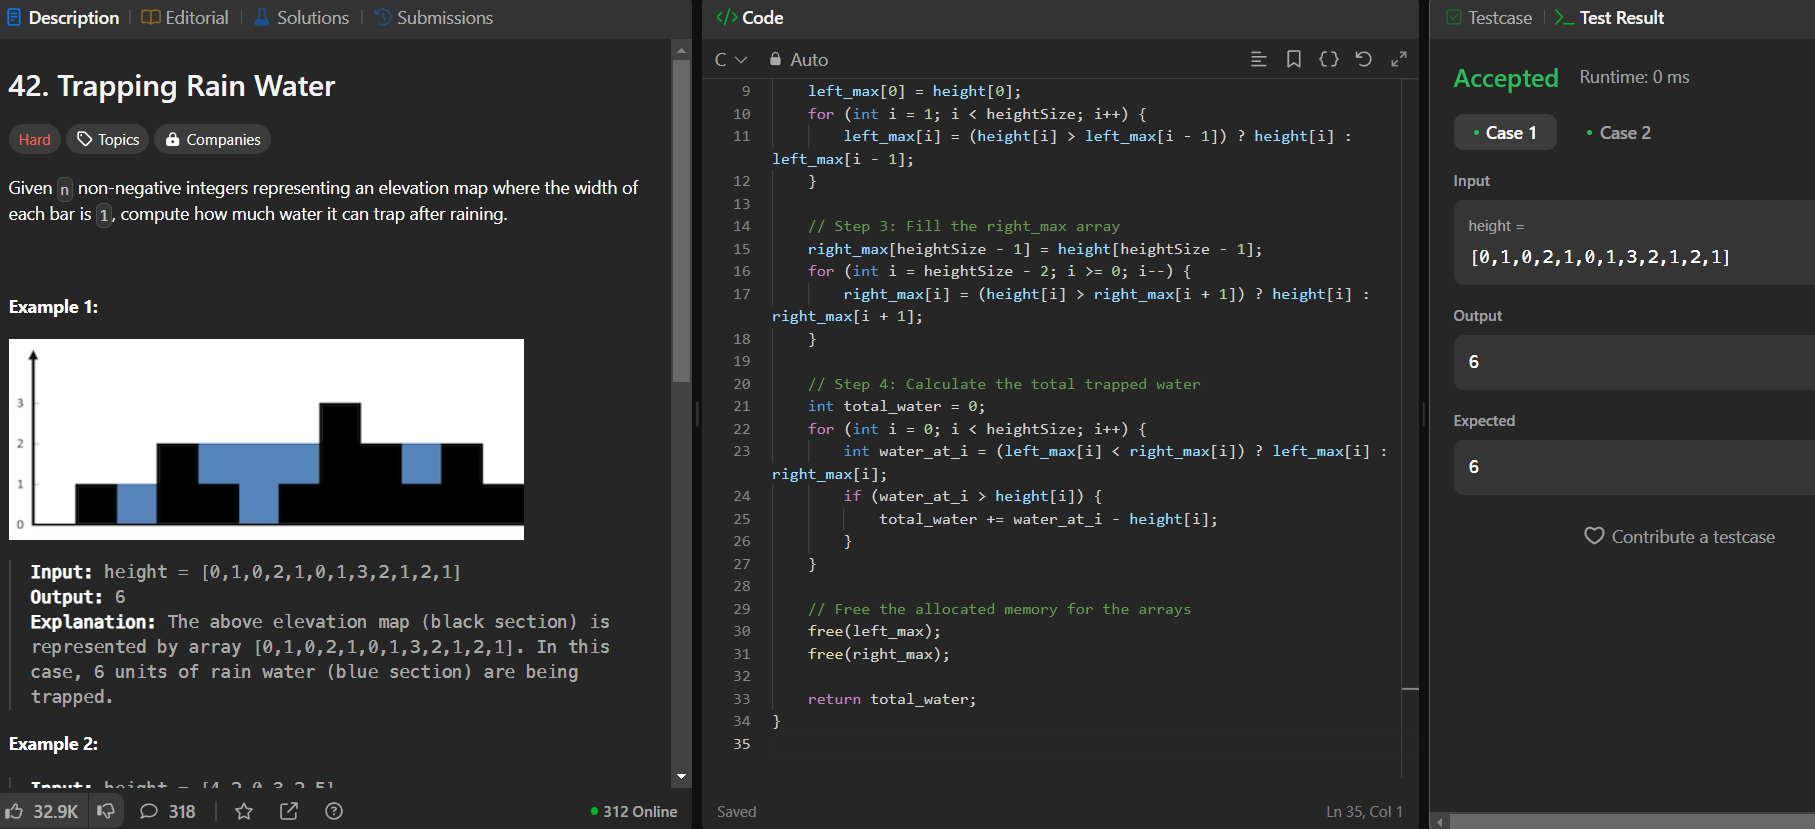 Description
Editorial
Solutions
Submissions
42. Trapping Rain Water
Hard
Topics
Companies
Given n non-negative integers representing an elevation map where the width of
each bar is 1, compute how much water it can trap after raining.
Example 1:
3
2
1
0
Input: height = [0,1,0,2,1,0,1,3,2,1,2,1]
Output: 6
Explanation: The above elevation map (black section) is
represented by array [0,1,0,2,1,0,1,3,2,1,2,1]. In this
case, 6 units of rain water (blue section) are being
trapped.
Example 2:
Input: height = [4,2,0,3,2,5]
32.9K
318
312 Online
</> Code
C
Auto
9 left_max[0] = height[0];
10 for (int i = 1; i < heightSize; i++) {
11 left_max[i] = (height[i] > left_max[i - 1]) ? height[i] :
left_max[i - 1];
12 }
13
14 // Step 3: Fill the right_max array
15 right_max[heightSize - 1] = height[heightSize - 1];
16 for (int i = heightSize - 2; i >= 0; i--) {
17 right_max[i] = (height[i] > right_max[i + 1]) ? height[i] :
right_max[i + 1];
18 }
19
20 // Step 4: Calculate the total trapped water
21 int total_water = 0;
22 for (int i = 0; i < heightSize; i++) {
23 int water_at_i = (left_max[i] < right_max[i]) ? left_max[i] :
right_max[i];
24 if (water_at_i > height[i]) {
25 total_water += water_at_i - height[i];
26 }
27 }
28
29 // Free the allocated memory for the arrays
30 free(left_max);
31 free(right_max);
32
33 return total_water;
34 }
35
Saved
Ln 35, Col 1
Testcase
Test Result
Accepted
Runtime: 0 ms
Case 1
Case 2
Input
height =
[0,1,0,2,1,0,1,3,2,1,2,1]
Output
6
Expected
6
Contribute a testcase